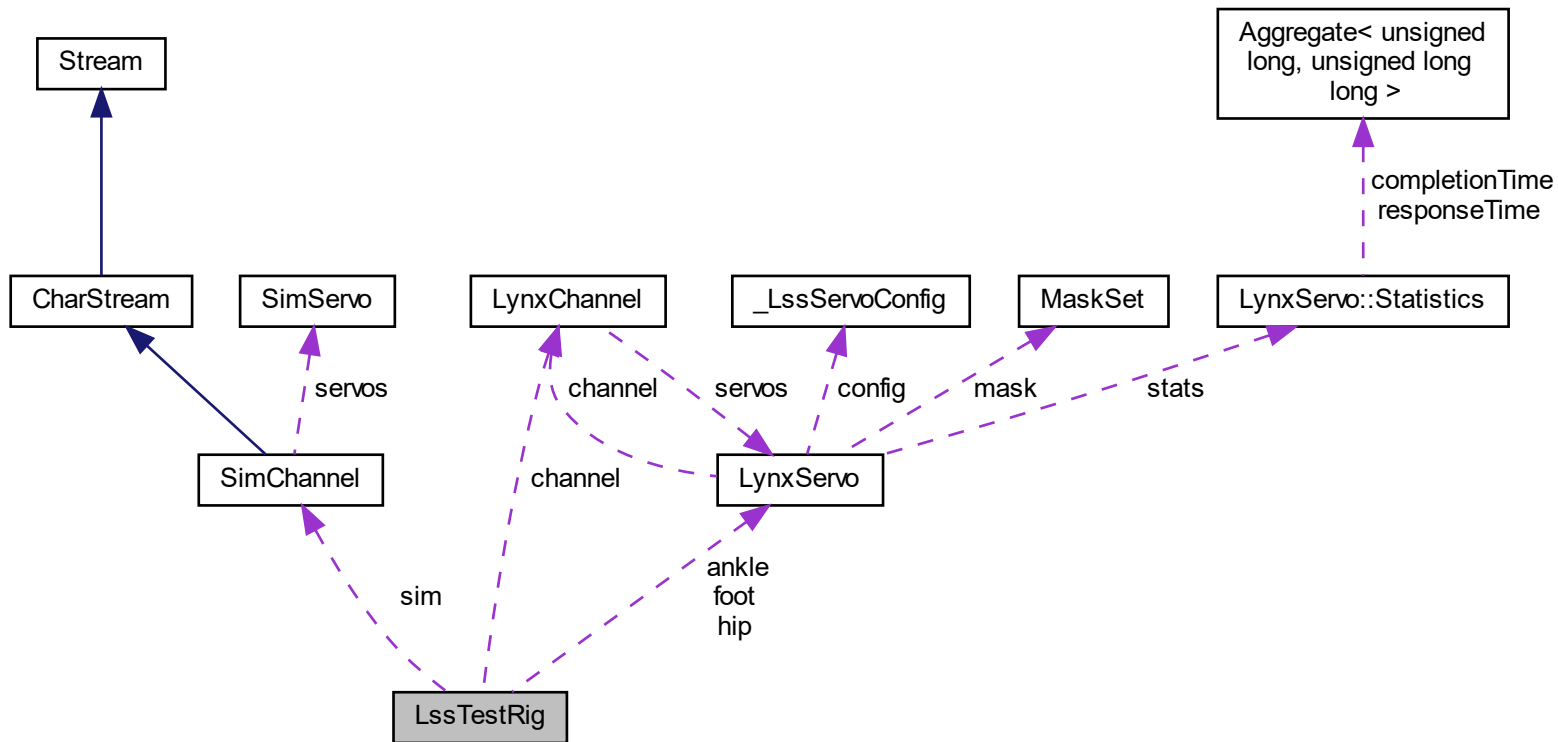 Aggregate< unsigned
long, unsigned long
long >
Stream
completionTime
responseTime
CharStream
SimServo
LynxChannel
_LssServoConfig
MaskSet
LynxServo::Statistics
servos
channel
servos
config
mask
stats
SimChannel
channel
LynxServo
sim
ankle
foot
hip
LssTestRig